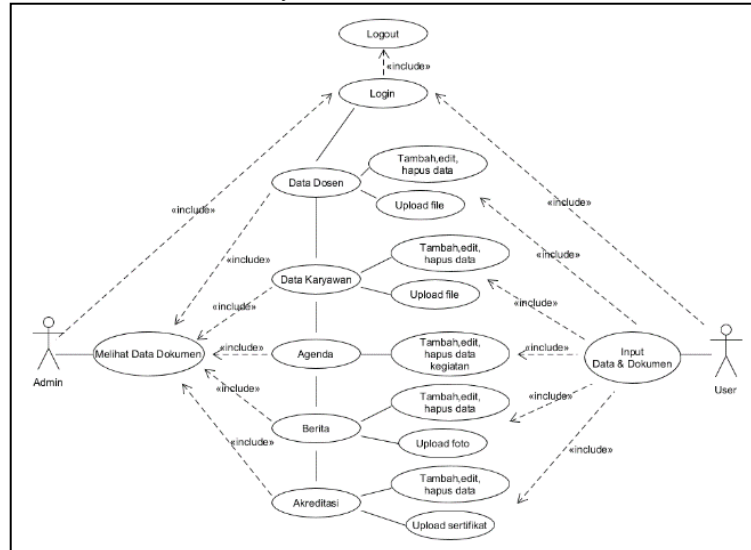 Logout
«include»
Login
Tambah,edit,
hapus data
Data Dosen
«include»
«include»
Upload file
«include»
«include»
Tambah,edit,
hapus data
Data Karyawan
«include»
Upload file
«include»
Admin
Melihat Data Dokumen
«include»
Agenda
Tambah,edit,
hapus data
kegiatan
«include»
Input
Data & Dokumen
User
«include»
Tambah,edit,
hapus data
«include»
Berita
«include»
Upload foto
«include»
Tambah,edit,
hapus data
Akreditasi
Upload sertifikat